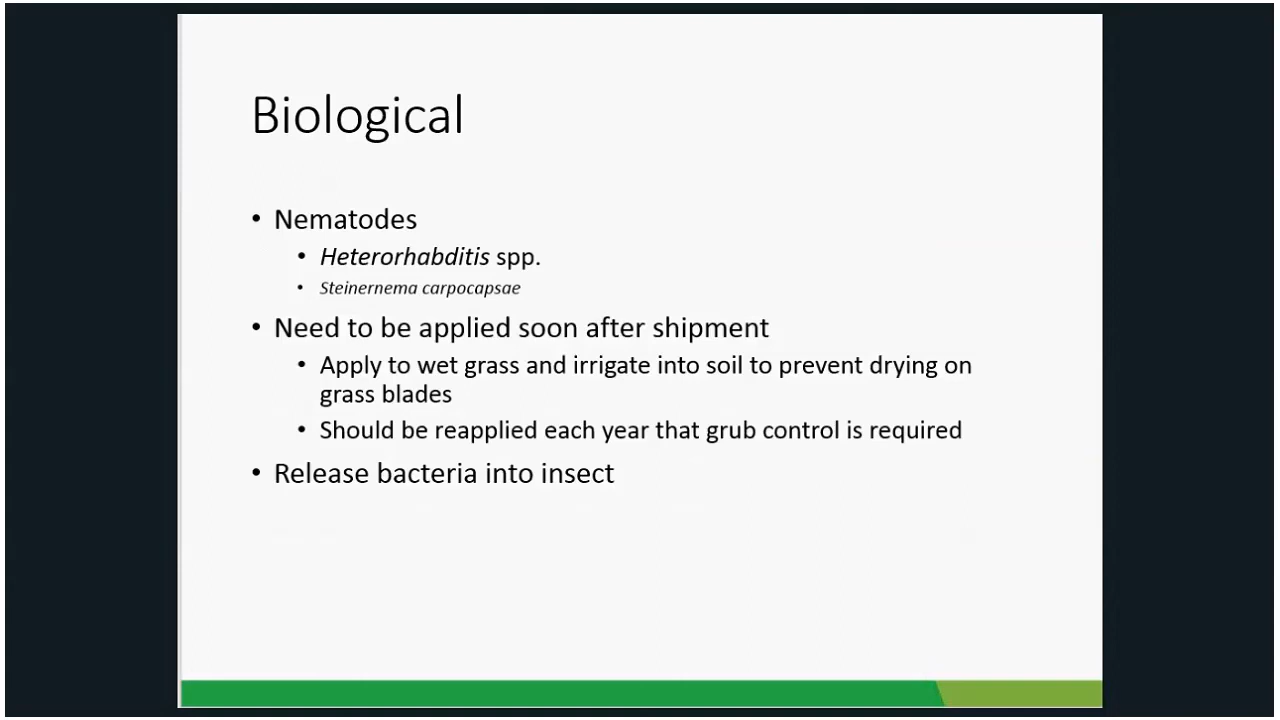 Biological
• Nematodes
• Heterorhabditis spp.
• Steinernema carpocapsae
• Need to be applied soon after shipment
• Apply to wet grass and irrigate into soil to prevent drying on
grass blades
• Should be reapplied each year that grub control is required
• Release bacteria into insect